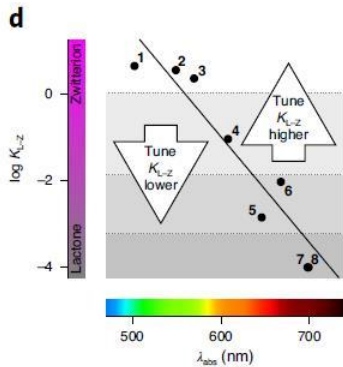 d
Zwitterion
Lactone
log K_L–Z
0
−2
−4
1
2
3
4
5
6
7 8
Tune
K_L–Z
higher
Tune
K_L–Z
lower
500
600
700
λ_abs (nm)